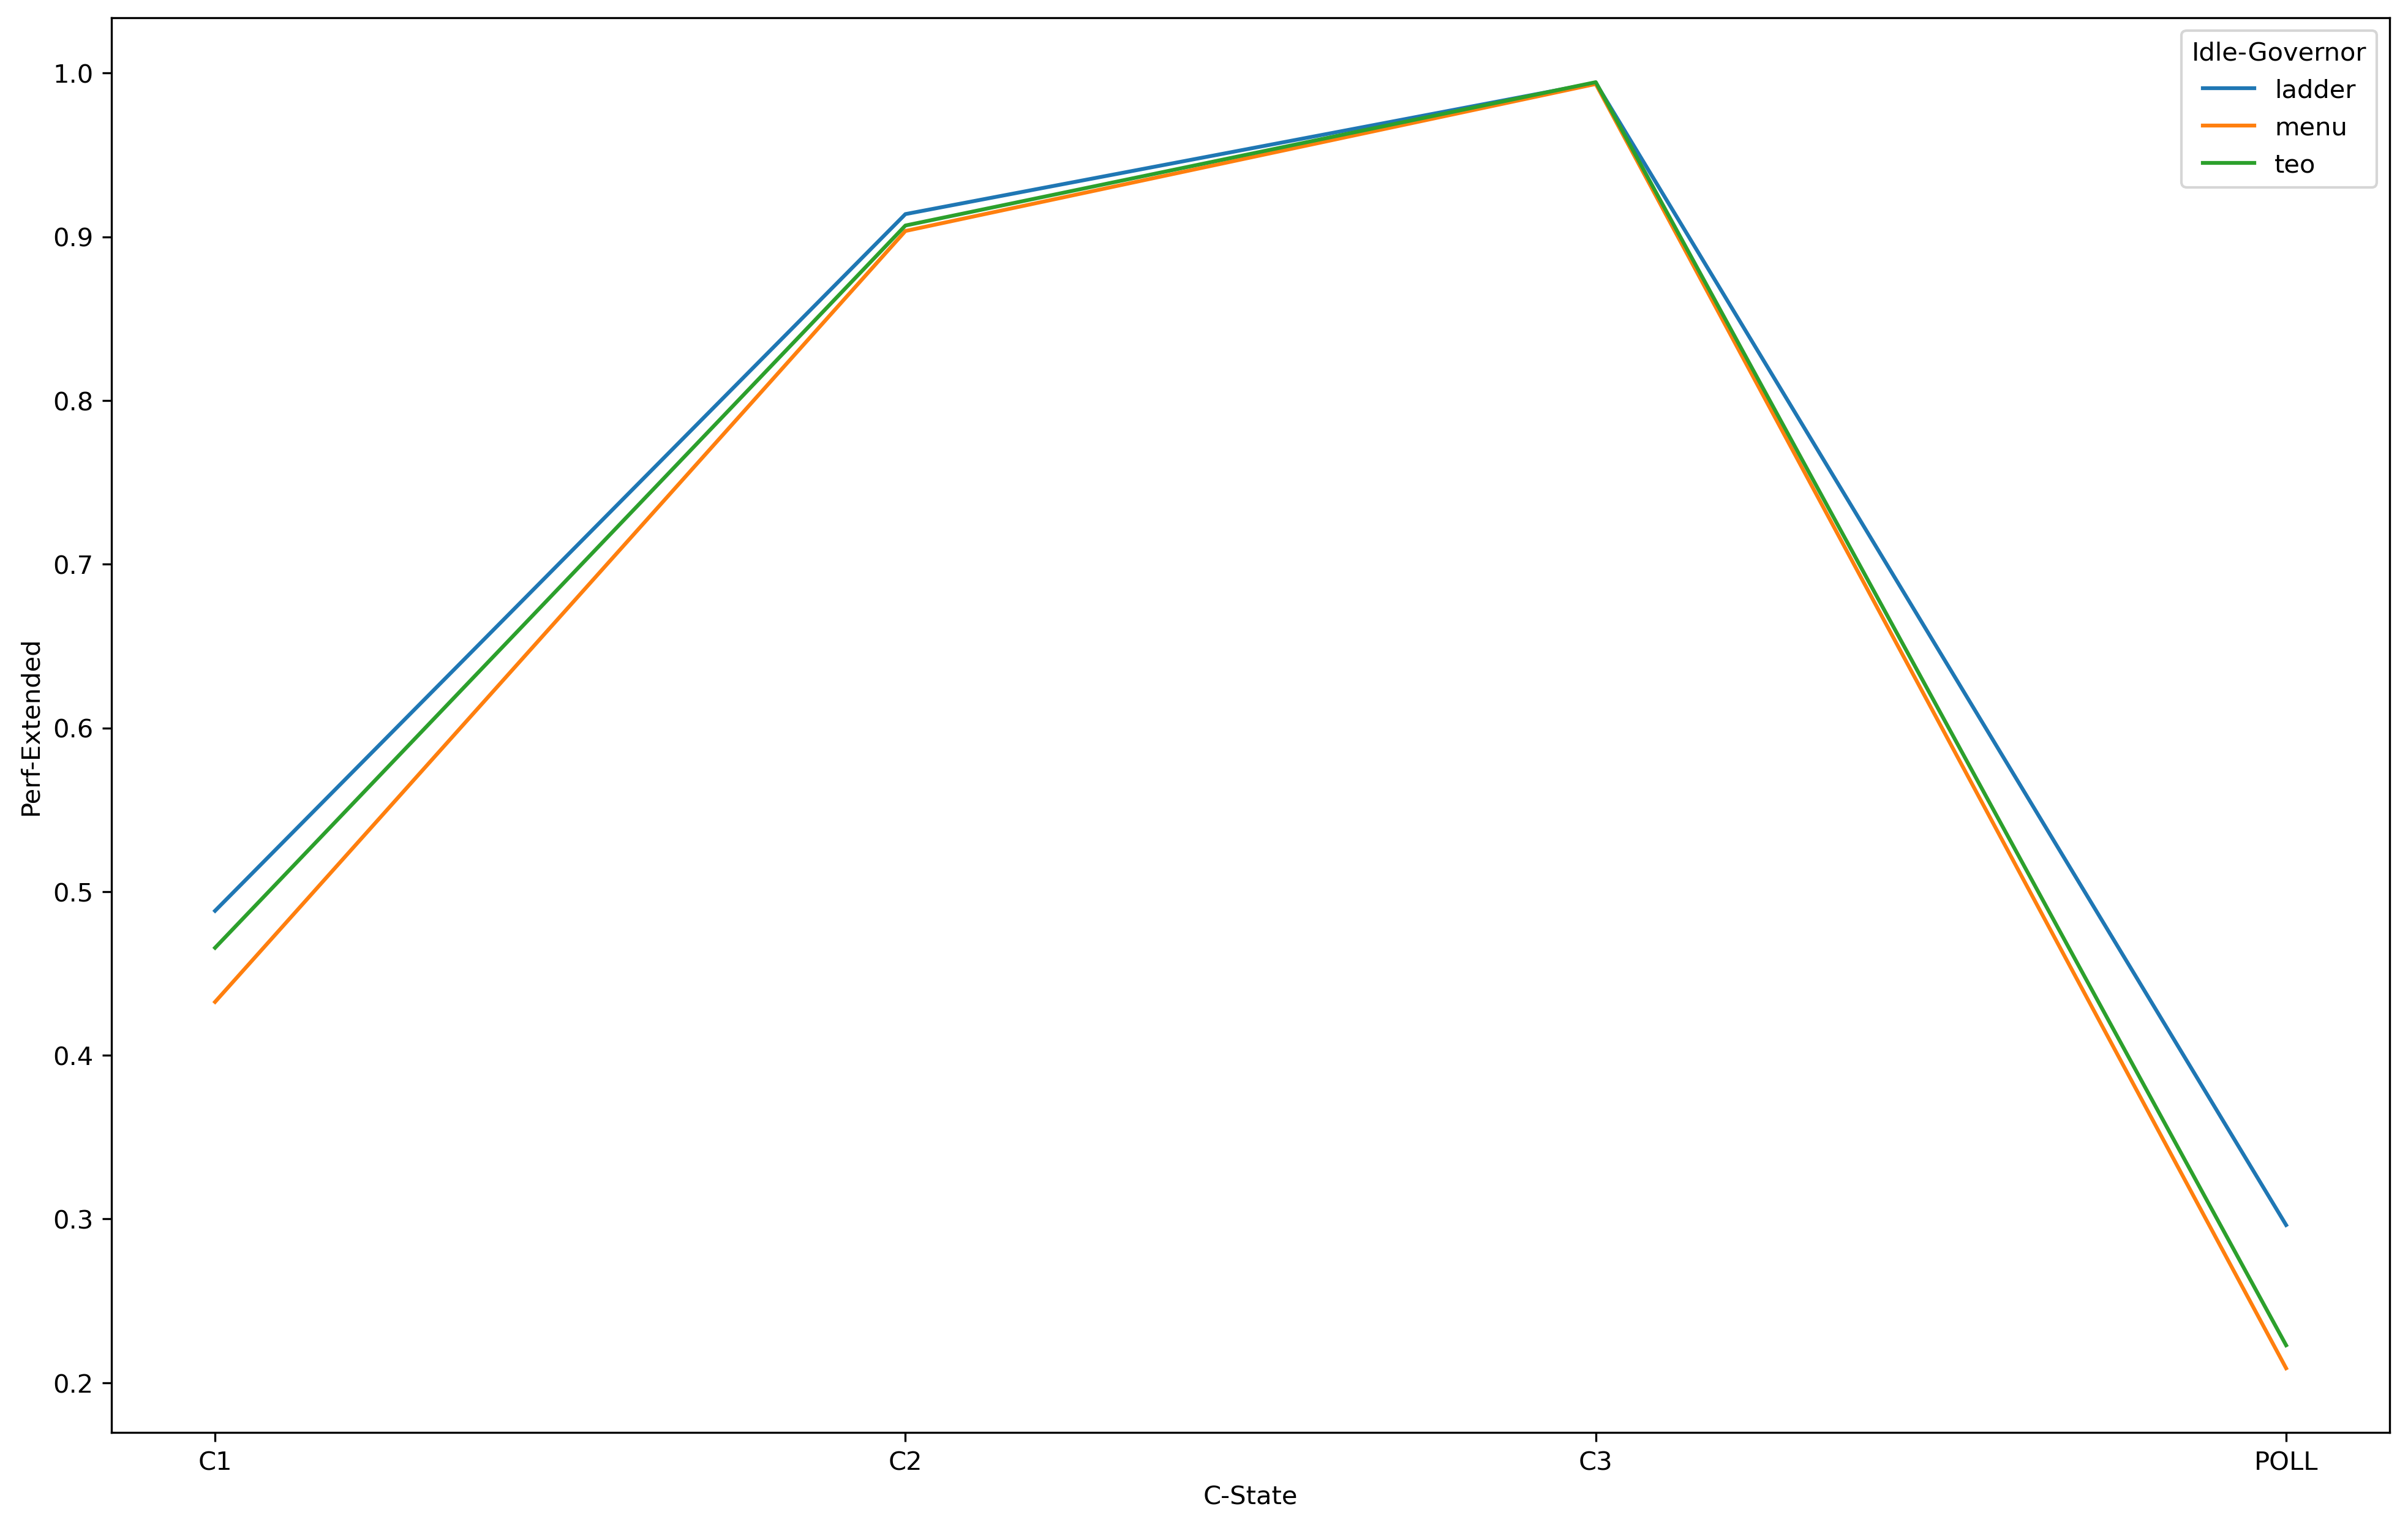 Idle-Governor
ladder
menu
teo
1.0
0.9
0.8
0.7
0.6
0.5
0.4
0.3
0.2
Perf-Extended
C1 C2 C3 POLL
C-State